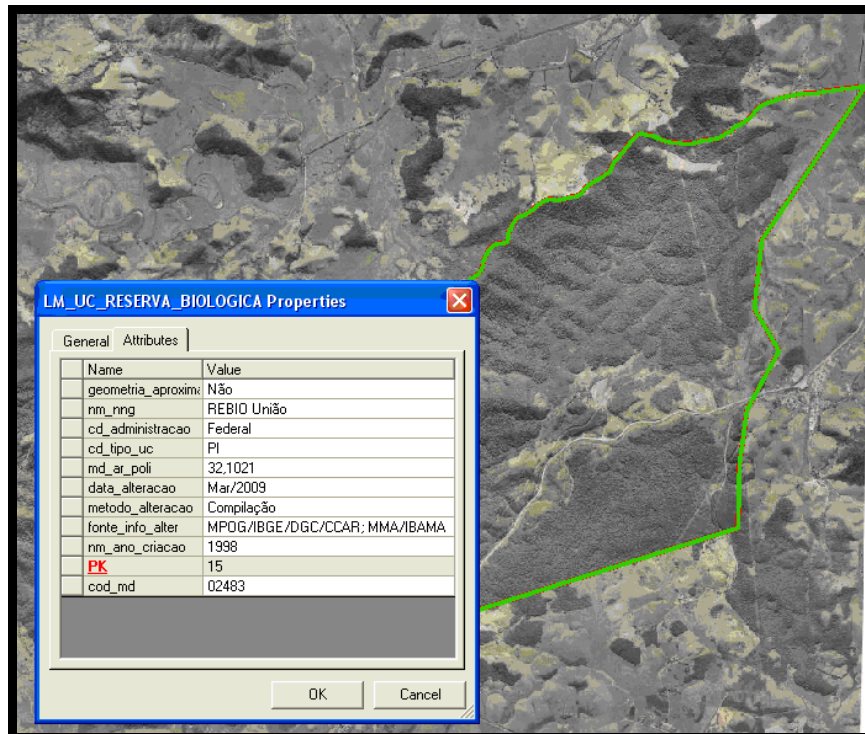 LM_UC_RESERVA_BIOLOGICA Properties
General Attributes
Name Value
geometria_aproxima Não
nm_nng REBIO União
cd_administracao Federal
cd_tipo_uc PI
md_ar_poli 32,1021
data_alteracao Mar/2009
metodo_alteracao Compilação
fonte_info_alter MPOG/IBGE/DGC/CCAR; MMA/IBAMA
nm_ano_criacao 1998
PK 15
cod_md 02483
OK Cancel